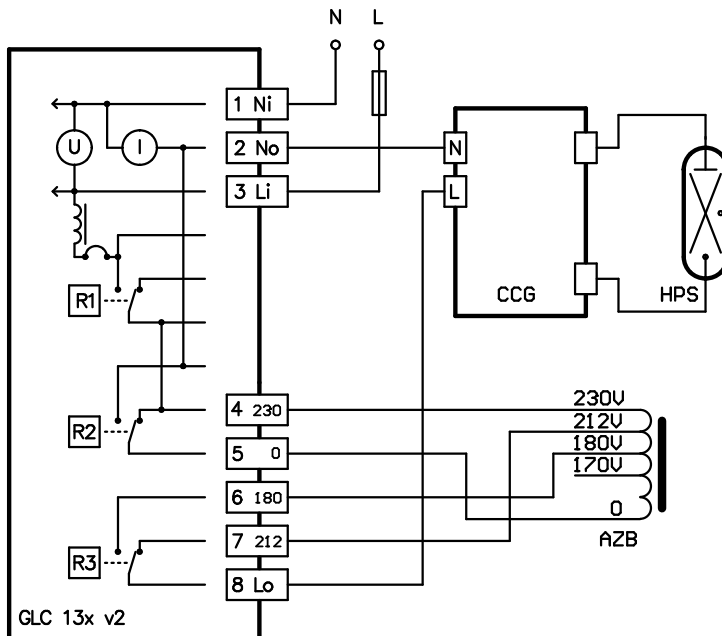 N L
1 Ni
2 No
3 Li
U
I
N
L
CCG
HPS
R1
R2
R3
4 230
5 0
6 180
7 212
8 Lo
230V
212V
180V
170V
0
AZB
GLC 13x v2